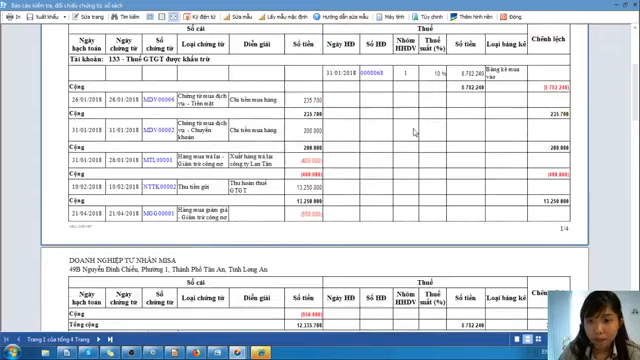 Báo cáo kiểm tra, đối chiếu chứng từ, sổ sách
In Xuất khẩu Sửa trang Tìm kiếm Ký điện tử Sửa mẫu Lấy mẫu mặc định Hướng dẫn sửa mẫu Máy tính Tùy chỉnh Thêm hình nền Đóng
Sổ cái Thuế Chênh lệch
Ngày hạch toán Ngày chứng từ Số chứng từ Loại chứng từ Diễn giải Số tiền Ngày HĐ Số HĐ Nhóm HHDV Thuế suất (%) Số tiền Loại bảng kê
Tài khoản: 133 - Thuế GTGT được khấu trừ
31/01/2018 0000068 1 10 % 8.782.240 Bảng kê mua vào
Cộng 8.782.240 (8.782.240)
26/01/2018 26/01/2018 MDV00006 Chứng từ mua dịch vụ - Tiền mặt Chi tiền mua hàng 235.700
Cộng 235.700 235.700
31/01/2018 31/01/2018 MDV00002 Chứng từ mua dịch vụ - Chuyển khoản Chi tiền mua hàng 200.000
Cộng 200.000 200.000
31/01/2018 26/01/2018 MTL00001 Hàng mua trả lại - Giảm trừ công nợ Xuất hàng trả lại công ty Lan Tân (400.000)
Cộng (400.000) (400.000)
10/02/2018 10/02/2018 NTTK00002 Thu tiền gửi Thu hoàn thuế GTGT 13.250.000
Cộng 13.250.000 13.250.000
21/04/2018 21/04/2018 MGG00001 Hàng mua giảm giá - Giảm trừ công nợ (950.000)
1/4
DOANH NGHIỆP TƯ NHÂN MISA
49B Nguyễn Đình Chiểu, Phường 1, Thành Phố Tân An, Tỉnh Long An
Sổ cái Thuế Chênh lệch
Ngày hạch toán Ngày chứng từ Số chứng từ Loại chứng từ Diễn giải Số tiền Ngày HĐ Số HĐ Nhóm HHDV Thuế suất (%) Số tiền Loại bảng kê
Cộng (950.000)
Tổng cộng 12.335.700 8.782.240
Trang 1 của tổng 4 Trang